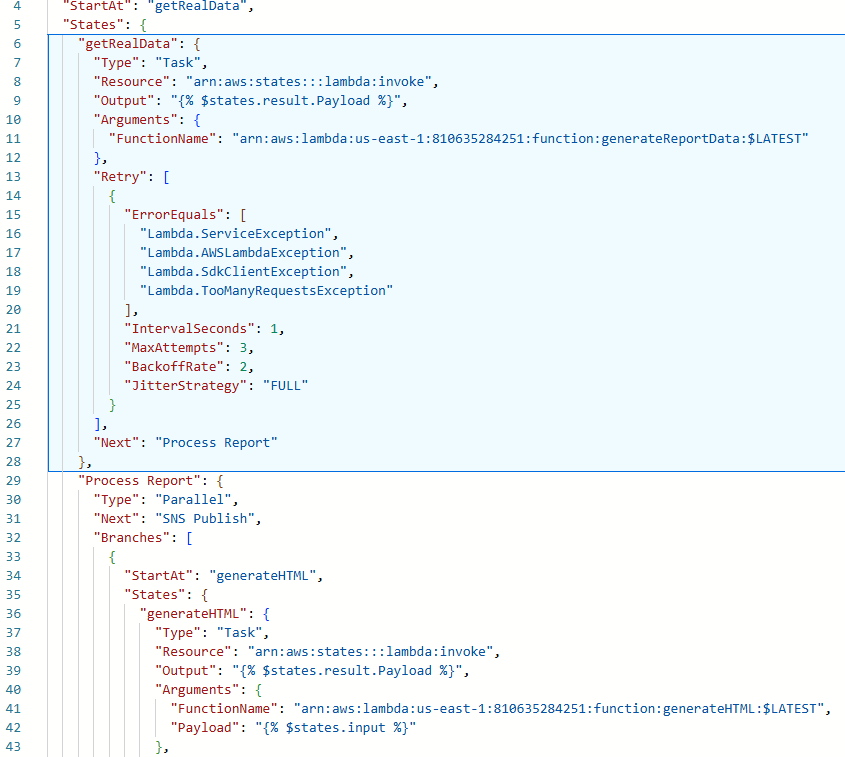 4 "StartAt": "getRealData",
5 "States": {
6 "getRealData": {
7 "Type": "Task",
8 "Resource": "arn:aws:states:::lambda:invoke",
9 "Output": "{% $states.result.Payload %}",
10 "Arguments": {
11 "FunctionName": "arn:aws:lambda:us-east-1:810635284251:function:generateReportData:$LATEST"
12 },
13 "Retry": [
14 {
15 "ErrorEquals": [
16 "Lambda.ServiceException",
17 "Lambda.AWSLambdaException",
18 "Lambda.SdkClientException",
19 "Lambda.TooManyRequestsException"
20 ],
21 "IntervalSeconds": 1,
22 "MaxAttempts": 3,
23 "BackoffRate": 2,
24 "JitterStrategy": "FULL"
25 }
26 ],
27 "Next": "Process Report"
28 },
29 "Process Report": {
30 "Type": "Parallel",
31 "Next": "SNS Publish",
32 "Branches": [
33 {
34 "StartAt": "generateHTML",
35 "States": {
36 "generateHTML": {
37 "Type": "Task",
38 "Resource": "arn:aws:states:::lambda:invoke",
39 "Output": "{% $states.result.Payload %}",
40 "Arguments": {
41 "FunctionName": "arn:aws:lambda:us-east-1:810635284251:function:generateHTML:$LATEST",
42 "Payload": "{% $states.input %}"
43 },